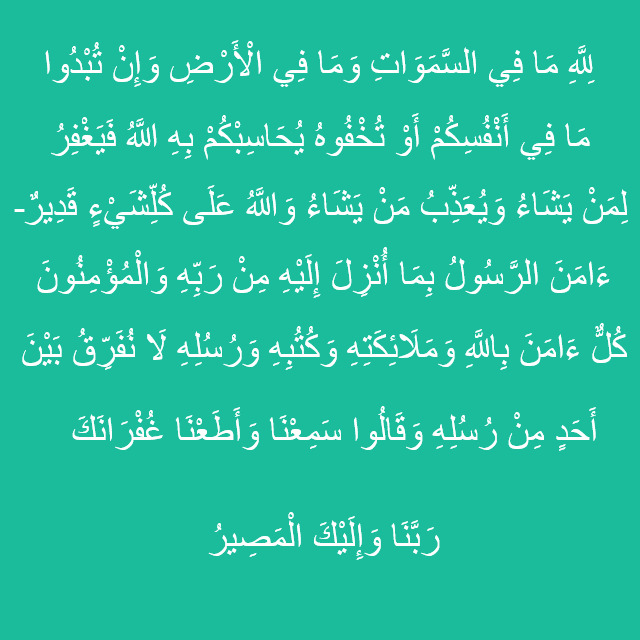 لِلَّهِ مَا فِي السَّمَوَاتِ وَمَا فِي الْأَرْضِ وَإِنْ تُبْدُوا
مَا فِي أَنْفُسِكُمْ أَوْ تُخْفُوهُ يُحَاسِبْكُمْ بِهِ اللَّهُ فَيَغْفِرُ
لِمَنْ يَشَاءُ وَيُعَذِّبُ مَنْ يَشَاءُ وَاللَّهُ عَلَى كُلِّشَيْءٍ قَدِيرٌ-
ءَامَنَ الرَّسُولُ بِمَا أُنْزِلَ إِلَيْهِ مِنْ رَبِّهِ وَالْمُؤْمِنُونَ
كُلٌّ ءَامَنَ بِاللَّهِ وَمَلَائِكَتِهِ وَكُتُبِهِ وَرُسُلِهِ لَا نُفَرِّقُ بَيْنَ
أَحَدٍ مِنْ رُسُلِهِ وَقَالُوا سَمِعْنَا وَأَطَعْنَا غُفْرَانَكَ
رَبَّنَا وَإِلَيْكَ الْمَصِيرُ